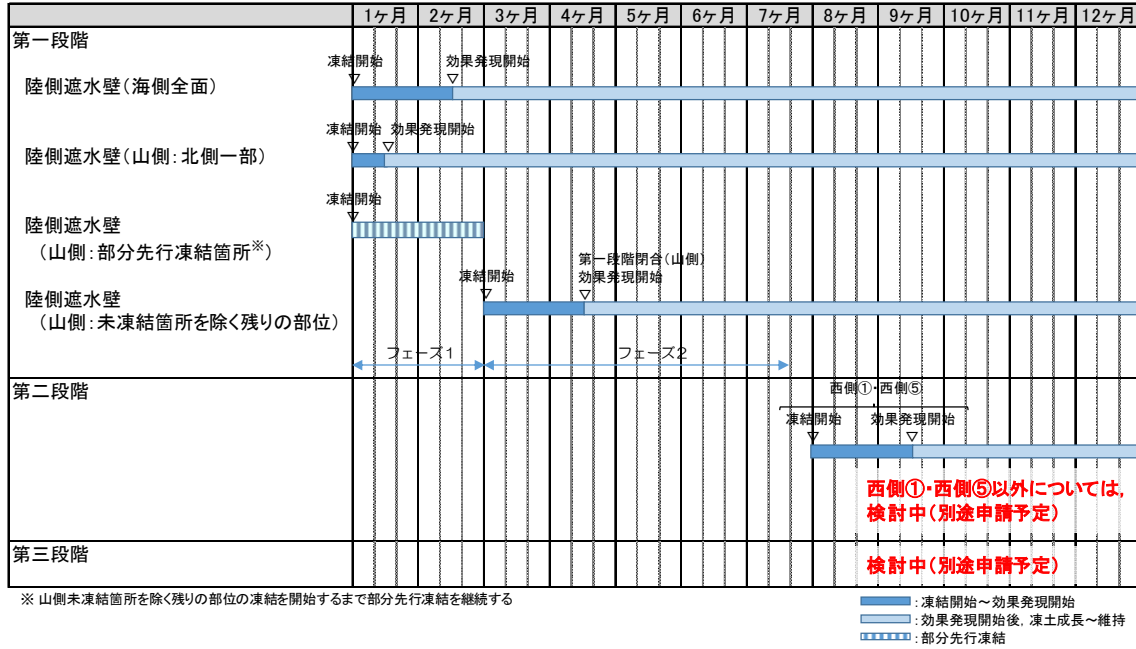 1ヶ月 2ヶ月 3ヶ月 4ヶ月 5ヶ月 6ヶ月 7ヶ月 8ヶ月 9ヶ月 10ヶ月 11ヶ月 12ヶ月
第一段階
凍結開始 効果発現開始
陸側遮水壁(海側全面)
凍結開始 効果発現開始
陸側遮水壁(山側:北側一部)
凍結開始
陸側遮水壁
(山側:部分先行凍結箇所※)
第一段階閉合(山側)
凍結開始 効果発現開始
陸側遮水壁
(山側:未凍結箇所を除く残りの部位)
フェーズ1 フェーズ2
第二段階
西側①・西側⑤
凍結開始 効果発現開始
西側①・西側⑤以外については,
検討中(別途申請予定)
第三段階
検討中(別途申請予定)
※ 山側未凍結箇所を除く残りの部位の凍結を開始するまで部分先行凍結を継続する
:凍結開始~効果発現開始
:効果発現開始後,凍土成長~維持
:部分先行凍結